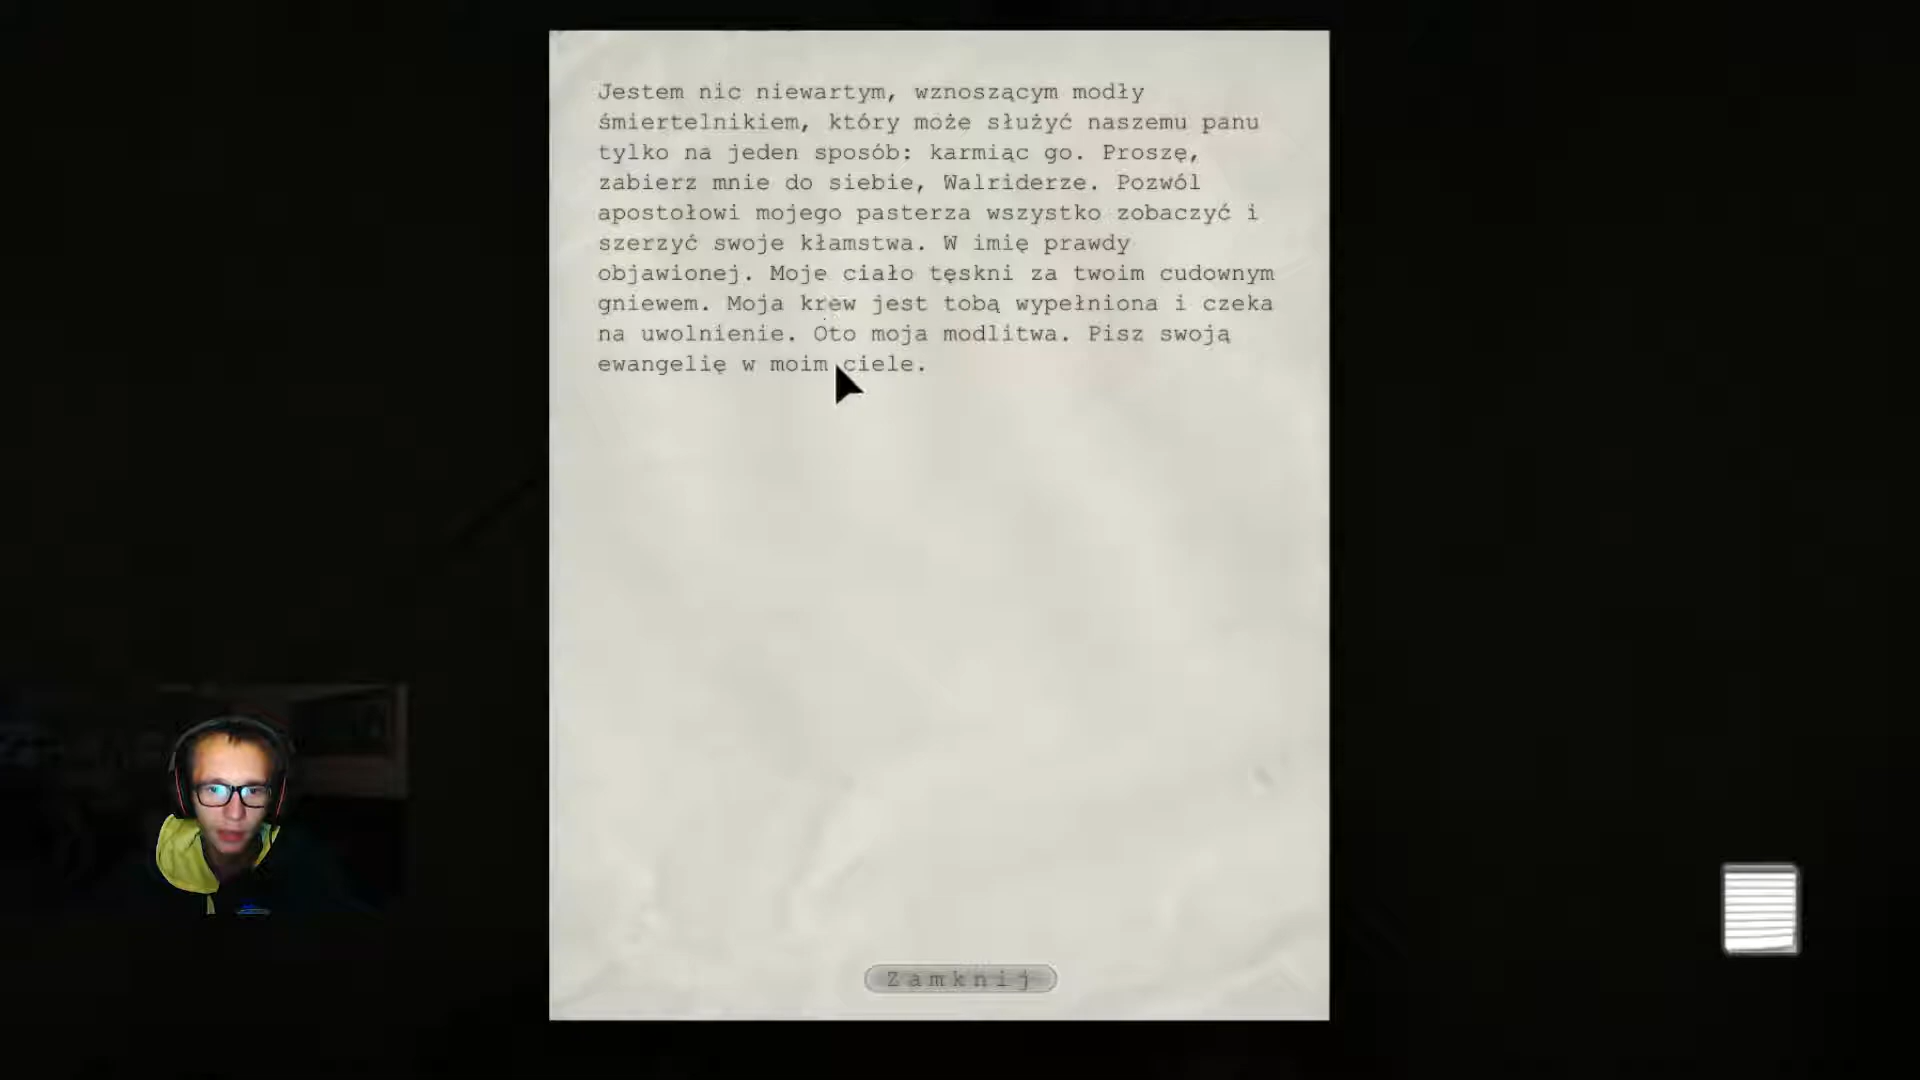 Jestem nic niewartym, wznoszącym modły
śmiertelnikiem, który może służyć naszemu panu
tylko na jeden sposób: karmiąc go. Proszę,
zabierz mnie do siebie, Walriderze. Pozwól
apostołowi mojego pasterza wszystko zobaczyć i
szerzyć swoje kłamstwa. W imię prawdy
objawionej. Moje ciało tęskni za twoim cudownym
gniewem. Moja krew jest tobą wypełniona i czeka
na uwolnienie. Oto moja modlitwa. Pisz swoją
ewangelię w moim ciele.
Zamknij